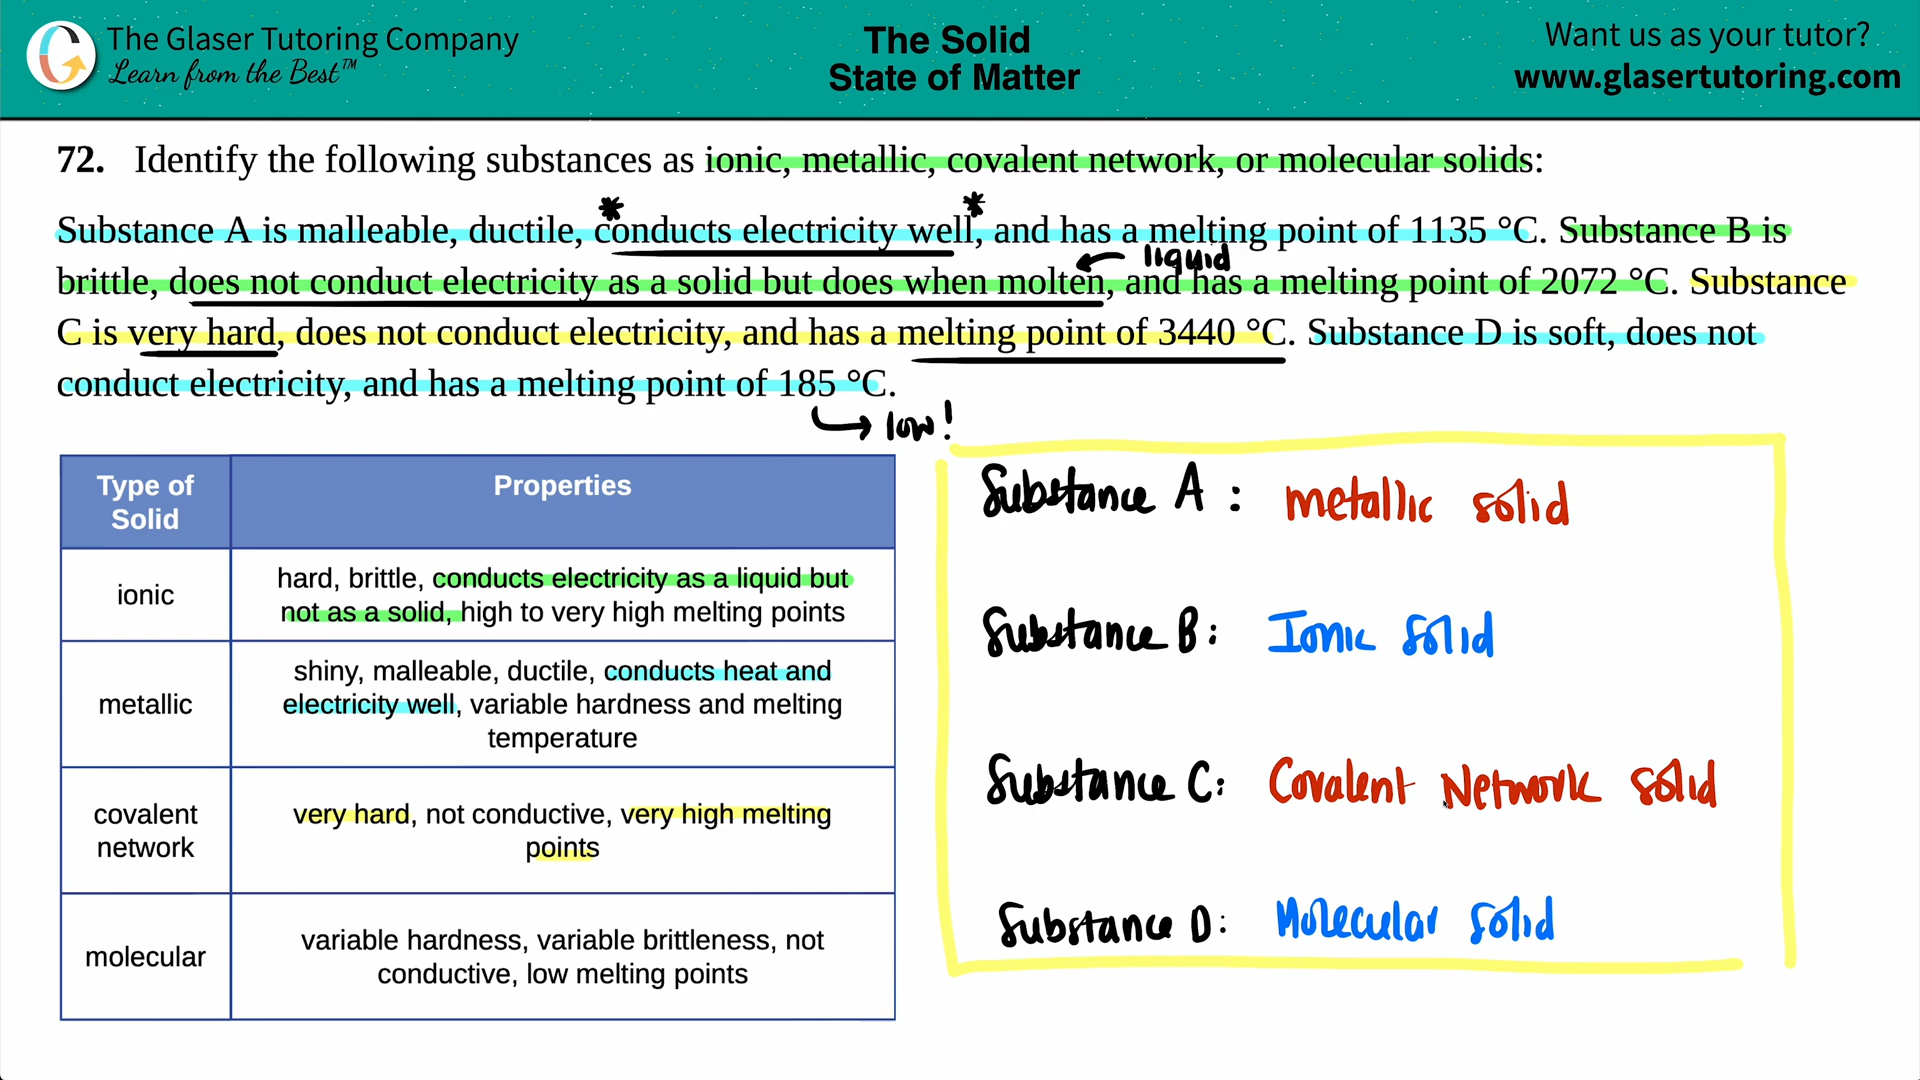 The Glaser Tutoring Company
Learn from the Best™
The Solid
State of Matter
Want us as your tutor?
www.glasertutoring.com
72. Identify the following substances as ionic, metallic, covalent network, or molecular solids:
Substance A is malleable, ductile, conducts electricity well, and has a melting point of 1135 °C. Substance B is
liquid
brittle, does not conduct electricity as a solid but does when molten, and has a melting point of 2072 °C. Substance
C is very hard, does not conduct electricity, and has a melting point of 3440 °C. Substance D is soft, does not
conduct electricity, and has a melting point of 185 °C.
low!
Type of
Solid
Properties
ionic
hard, brittle, conducts electricity as a liquid but
not as a solid, high to very high melting points
metallic
shiny, malleable, ductile, conducts heat and
electricity well, variable hardness and melting
temperature
covalent
network
very hard, not conductive, very high melting
points
molecular
variable hardness, variable brittleness, not
conductive, low melting points
Substance A : metallic solid
Substance B: Ionic solid
Substance C: Covalent Network solid
Substance D: Molecular solid